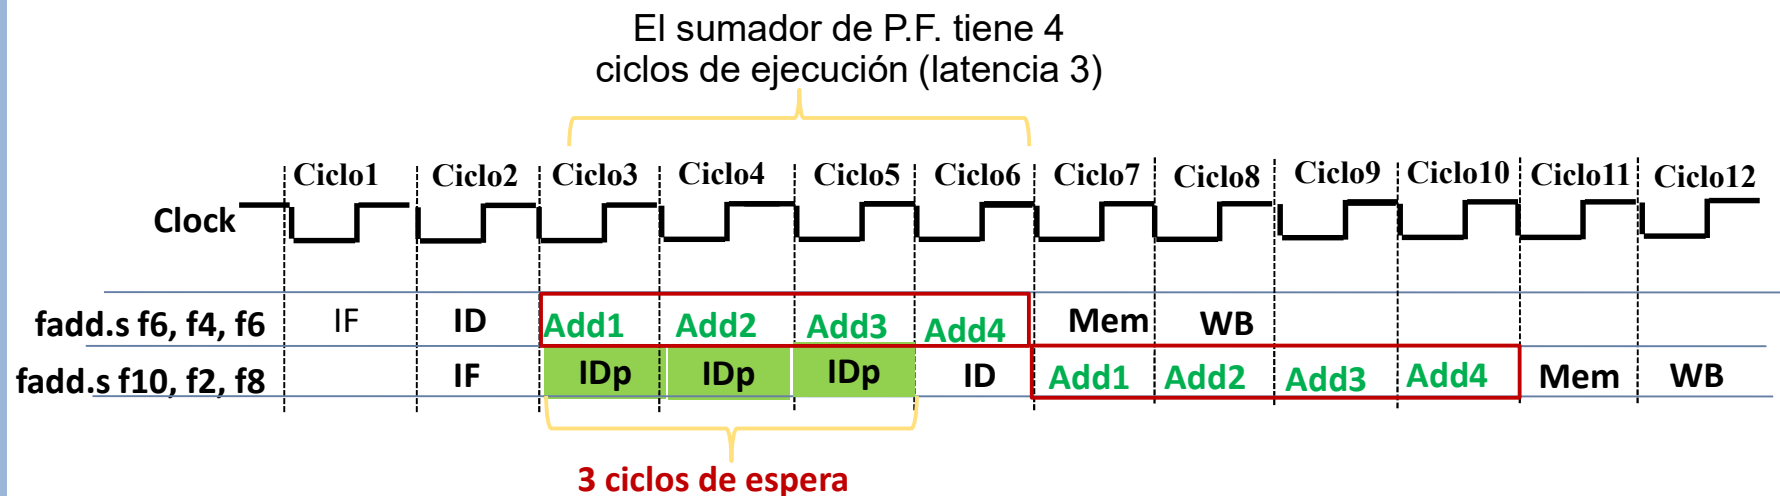 El sumador de P.F. tiene 4
ciclos de ejecución (latencia 3)
Ciclo1 Ciclo2 Ciclo3 Ciclo4 Ciclo5 Ciclo6 Ciclo7 Ciclo8 Ciclo9 Ciclo10 Ciclo11 Ciclo12
Clock
fadd.s f6, f4, f6 IF ID Add1 Add2 Add3 Add4 Mem WB
fadd.s f10, f2, f8 IF IDp IDp IDp ID Add1 Add2 Add3 Add4 Mem WB
3 ciclos de espera